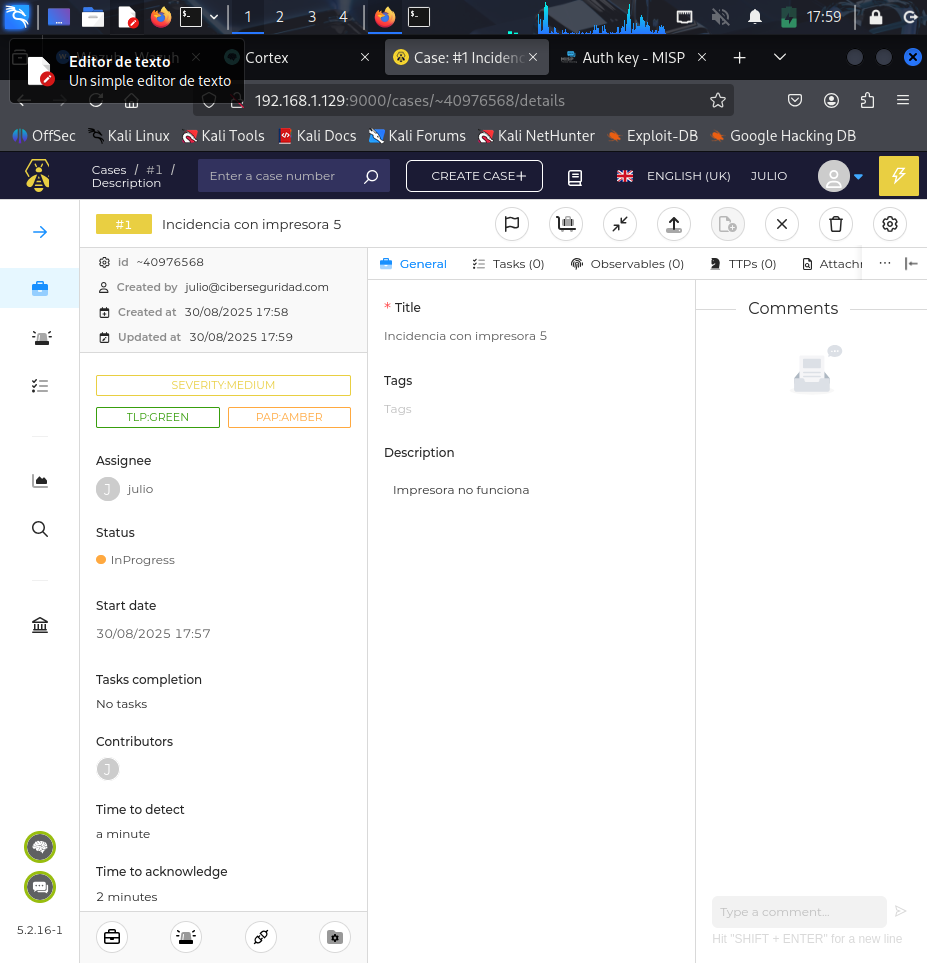 1 2 3 4 17:59
Editor de texto
Un simple editor de texto
Cortex
Case: #1 Incidenc
Auth key - MISP
192.168.1.129:9000/cases/~40976568/details
OffSec Kali Linux Kali Tools Kali Docs Kali Forums Kali NetHunter Exploit-DB Google Hacking DB
Cases / #1 /
Description
Enter a case number
CREATE CASE+
ENGLISH (UK)
JULIO
#1 Incidencia con impresora 5
id ~40976568
Created by julio@ciberseguridad.com
Created at 30/08/2025 17:58
Updated at 30/08/2025 17:59
SEVERITY:MEDIUM
TLP:GREEN PAP:AMBER
Assignee
J julio
Status
InProgress
Start date
30/08/2025 17:57
Tasks completion
No tasks
Contributors
J
Time to detect
a minute
Time to acknowledge
2 minutes
General Tasks (0) Observables (0) TTPs (0) Attachm ···
* Title
Incidencia con impresora 5
Tags
Tags
Description
Impresora no funciona
Comments
Type a comment...
Hit "SHIFT + ENTER" for a new line
5.2.16-1